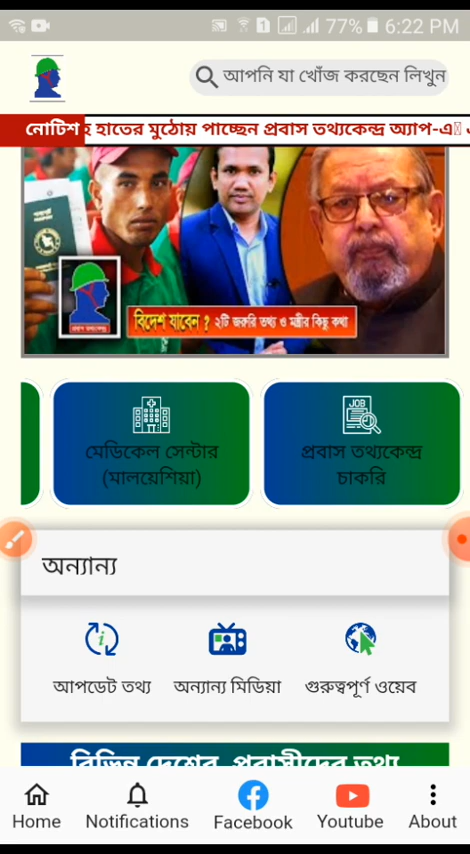 77% 6:22 PM
আপনি যা খোঁজ করছেন লিখুন
নোটিশ হ হাতের মুঠোয় পাচ্ছেন প্রবাস তথ্যকেন্দ্র অ্যাপ-এ
বিদেশ যাবেন ? ২টি জরুরি তথ্য ও মন্ত্রীর কিছু কথা
মেডিকেল সেন্টার
(মালয়েশিয়া)
প্রবাস তথ্যকেন্দ্র
চাকরি
অন্যান্য
আপডেট তথ্য অন্যান্য মিডিয়া গুরুত্বপূর্ণ ওয়েব
বিভিন্ন দেশের প্রবাসীদের তথ্য
Home Notifications Facebook Youtube About